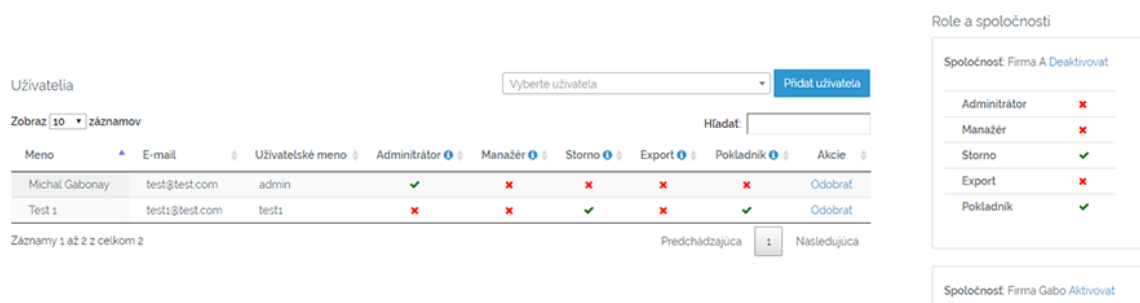 Role a spoločnosti
Spoločnosť: Firma A Deaktivovat
Adminitrátor
Manažér
Storno
Export
Pokladník
Spoločnosť: Firma Gabo Aktivovat
Užívatelia
Vyberte užívatela
Přidat uživatela
Zobraz 10 záznamov
Hľadať:
Meno E-mail Užívatelské meno Adminitrátor Manažér Storno Export Pokladník Akcie
Michal Gabonay test@test.com admin Odobrat
Test 1 test1@test.com test1 Odobrat
Záznamy 1 až 2 z celkom 2
Predchádzajúca 1 Nasledujúca